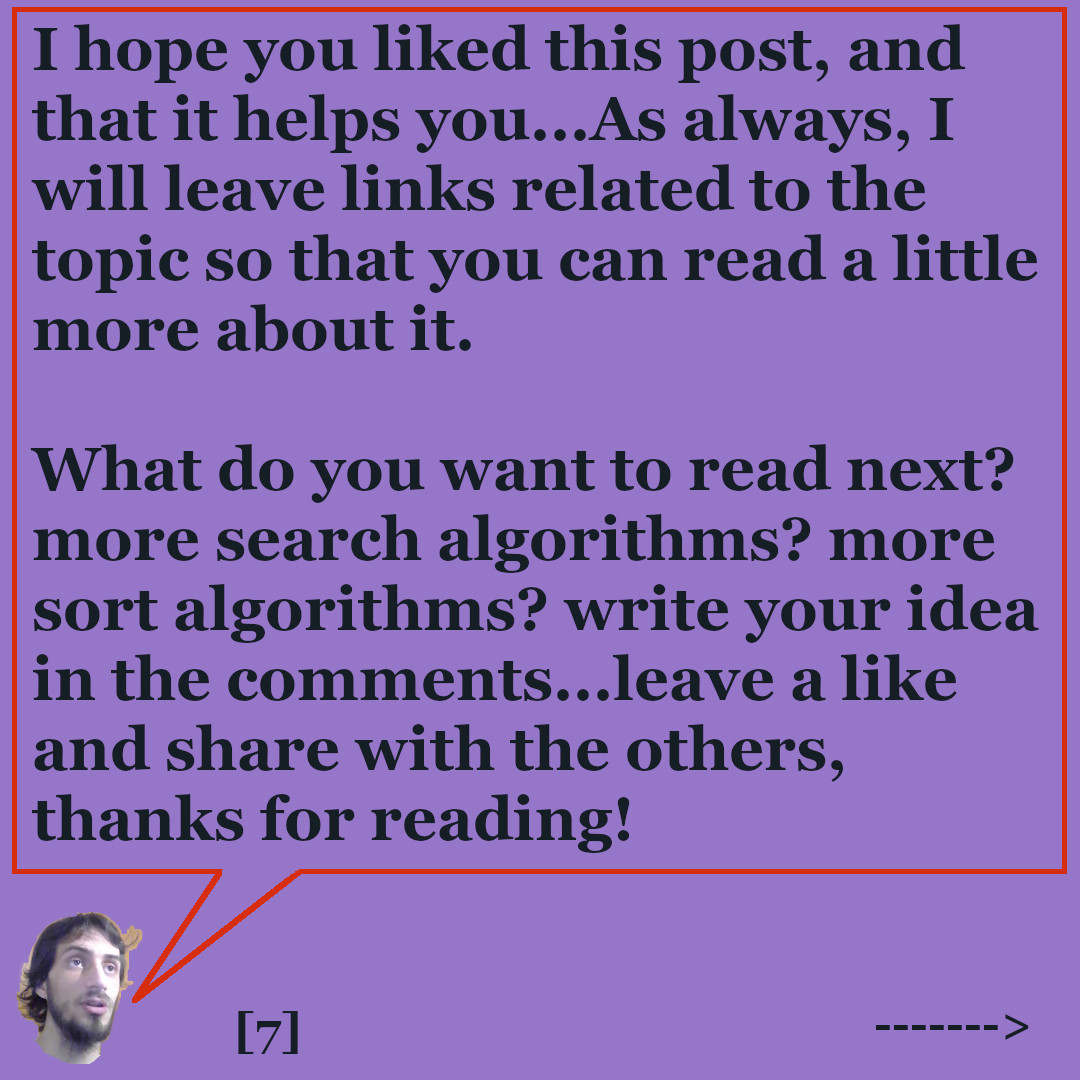 I hope you liked this post, and
that it helps you...As always, I
will leave links related to the
topic so that you can read a little
more about it.
What do you want to read next?
more search algorithms? more
sort algorithms? write your idea
in the comments...leave a like
and share with the others,
thanks for reading!
[7]
------->